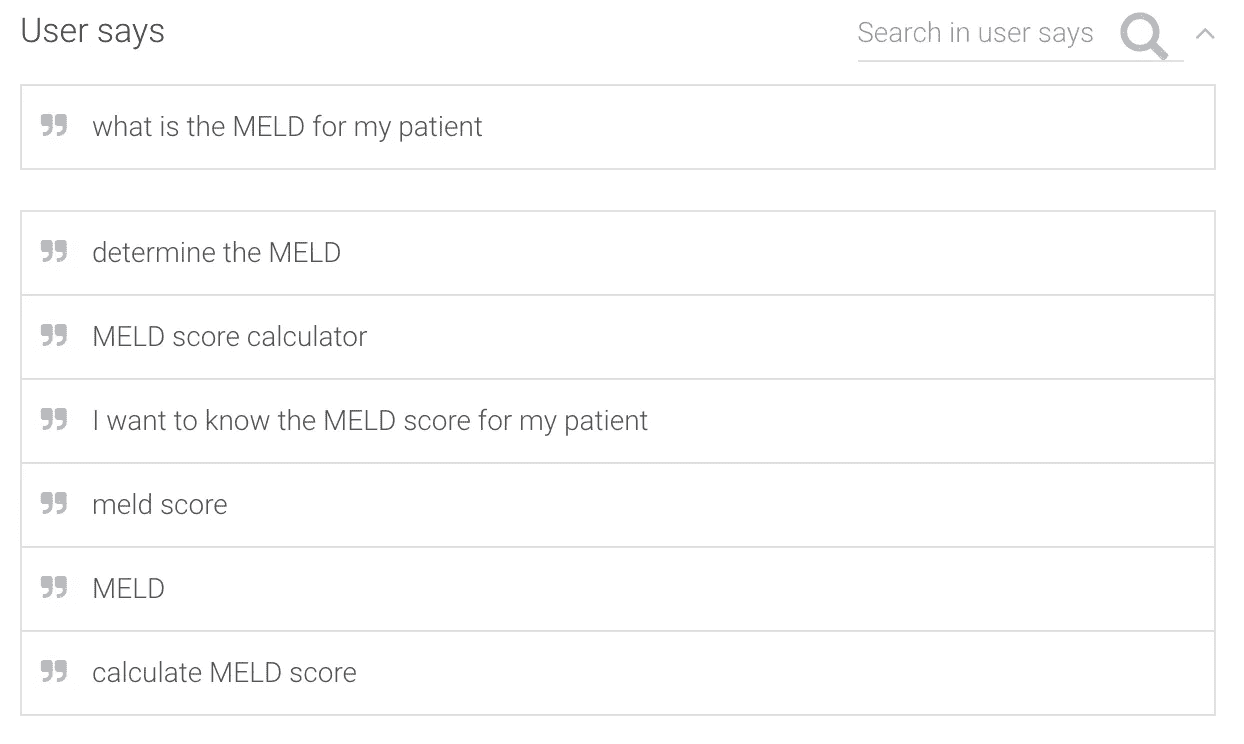 User says
Search in user says
what is the MELD for my patient
determine the MELD
MELD score calculator
I want to know the MELD score for my patient
meld score
MELD
calculate MELD score